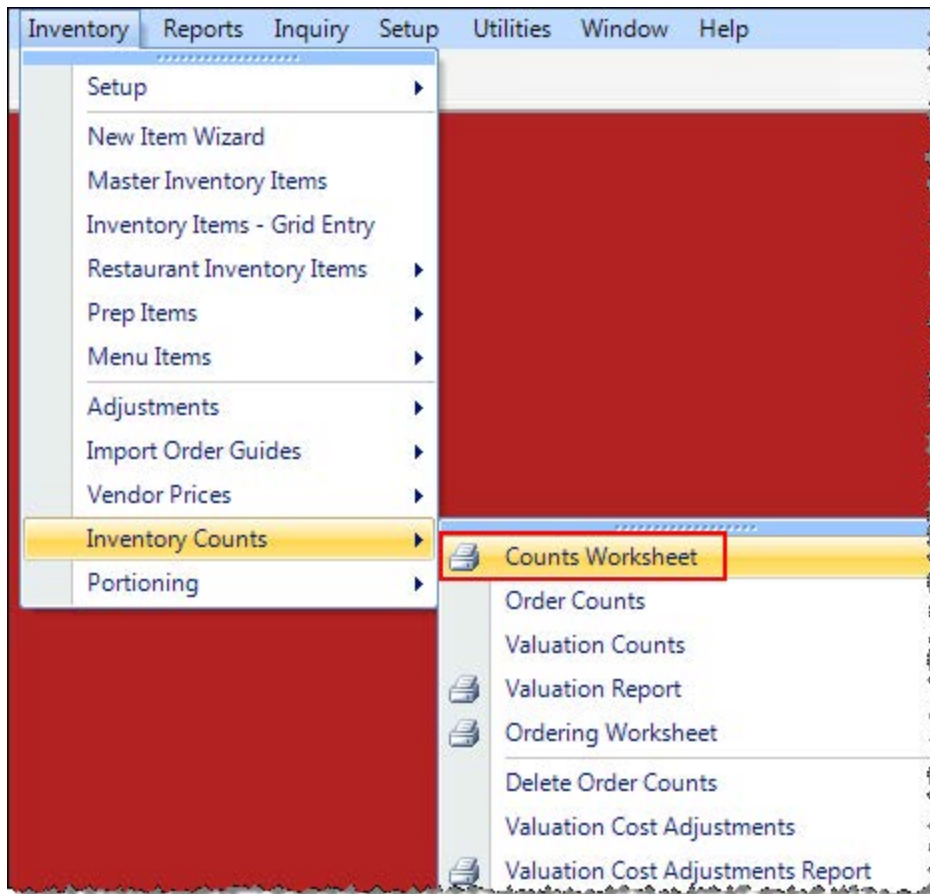 Inventory Reports Inquiry Setup Utilities Window Help
Setup
New Item Wizard
Master Inventory Items
Inventory Items - Grid Entry
Restaurant Inventory Items
Prep Items
Menu Items
Adjustments
Import Order Guides
Vendor Prices
Inventory Counts
Portioning
Counts Worksheet
Order Counts
Valuation Counts
Valuation Report
Ordering Worksheet
Delete Order Counts
Valuation Cost Adjustments
Valuation Cost Adjustments Report